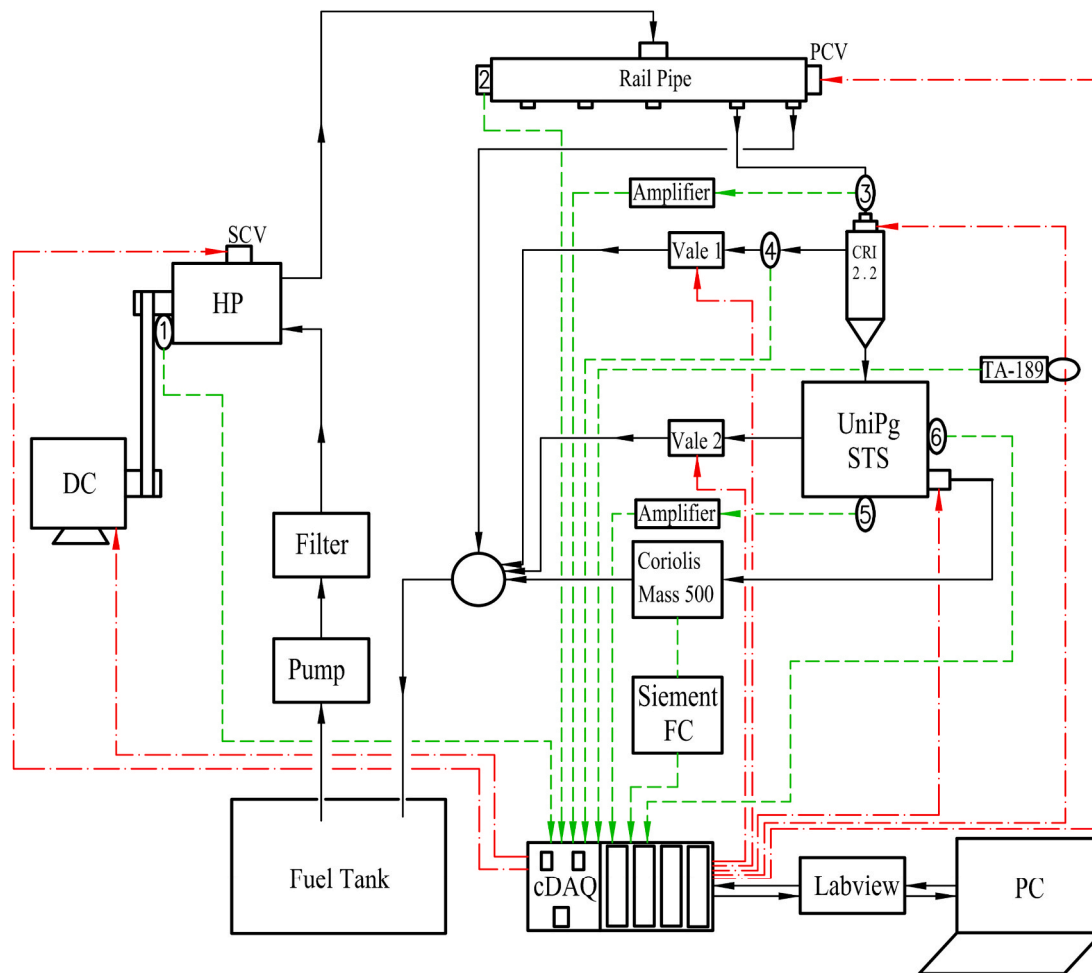 PCV
2
Rail Pipe
Amplifier
3
SCV
Vale 1
4
CRI
2 . 2
HP
1
TA-189
UniPg
STS
6
Vale 2
DC
Amplifier
5
Filter
Coriolis
Mass 500
Pump
Siement
FC
Fuel Tank
cDAQ
Labview
PC